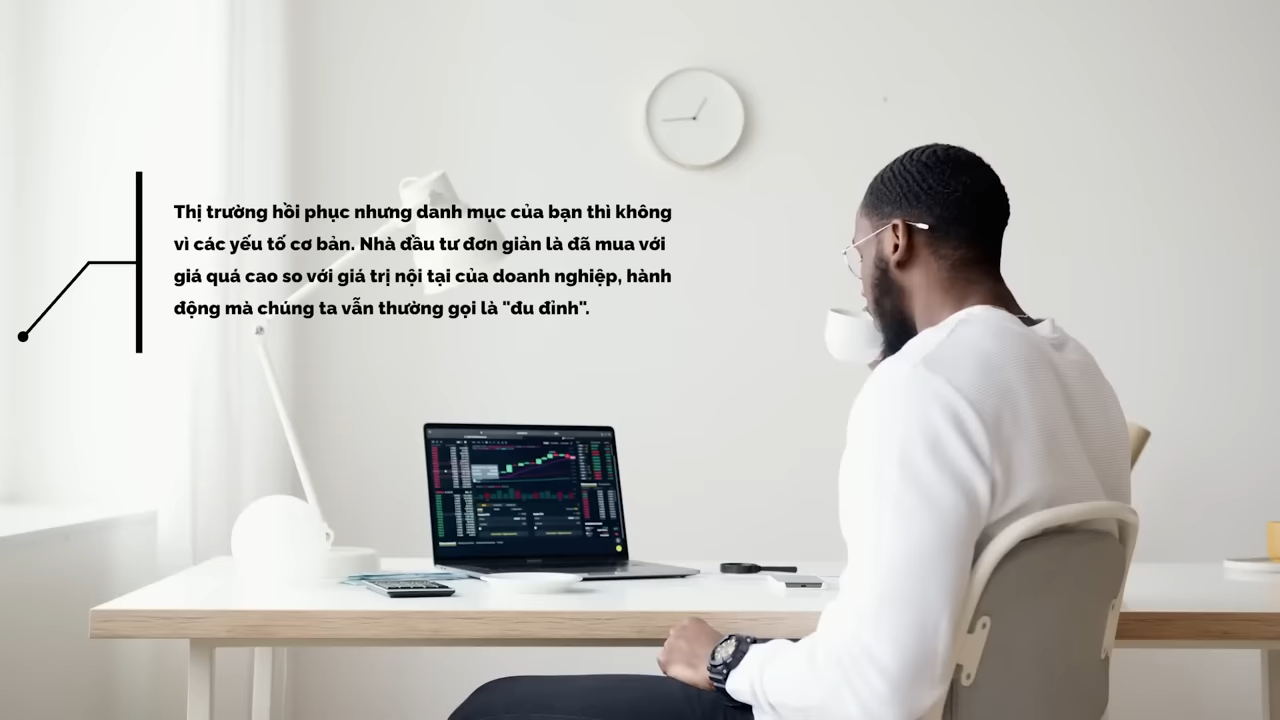 Thị trường hồi phục nhưng danh mục của bạn thì không
vì các yếu tố cơ bản. Nhà đầu tư đơn giản là đã mua với
giá quá cao so với giá trị nội tại của doanh nghiệp, hành
động mà chúng ta vẫn thường gọi là "đu đỉnh".